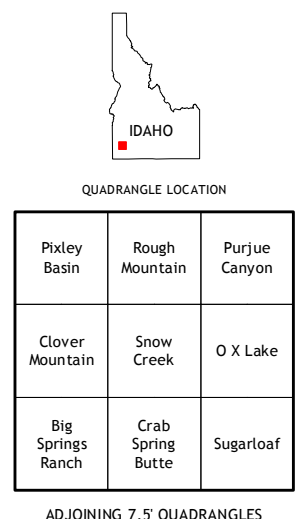 IDAHO
QUADRANGLE LOCATION
Pixley
Basin
Rough
Mountain
Purjue
Canyon
Clover
Mountain
Snow
Creek
O X Lake
Big
Springs
Ranch
Crab
Spring
Butte
Sugarloaf
ADJOINING 7.5' QUADRANGLES